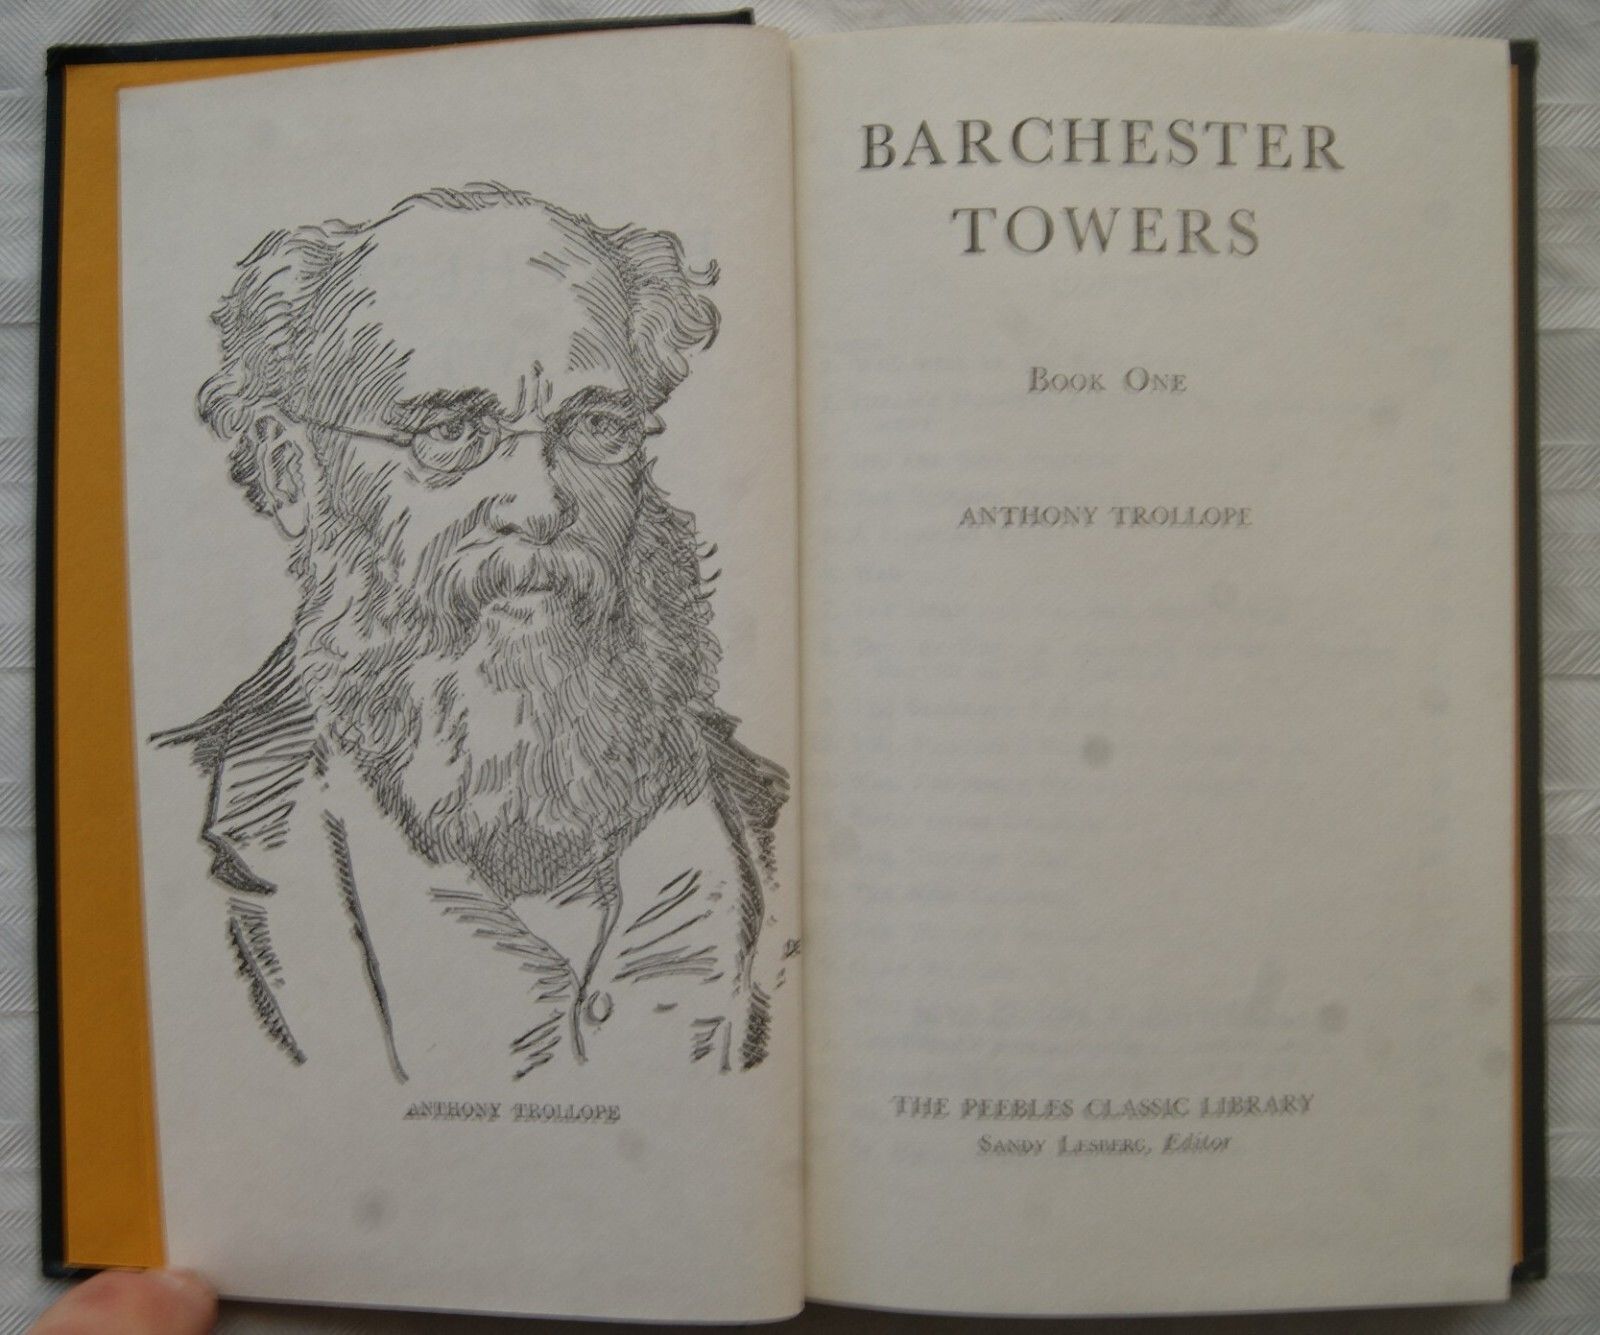 ANTHONY TROLLOPE
BARCHESTER
TOWERS
BOOK ONE
ANTHONY TROLLOPE
THE PEEBLES CLASSIC LIBRARY
SANDY LESBERG, Editor